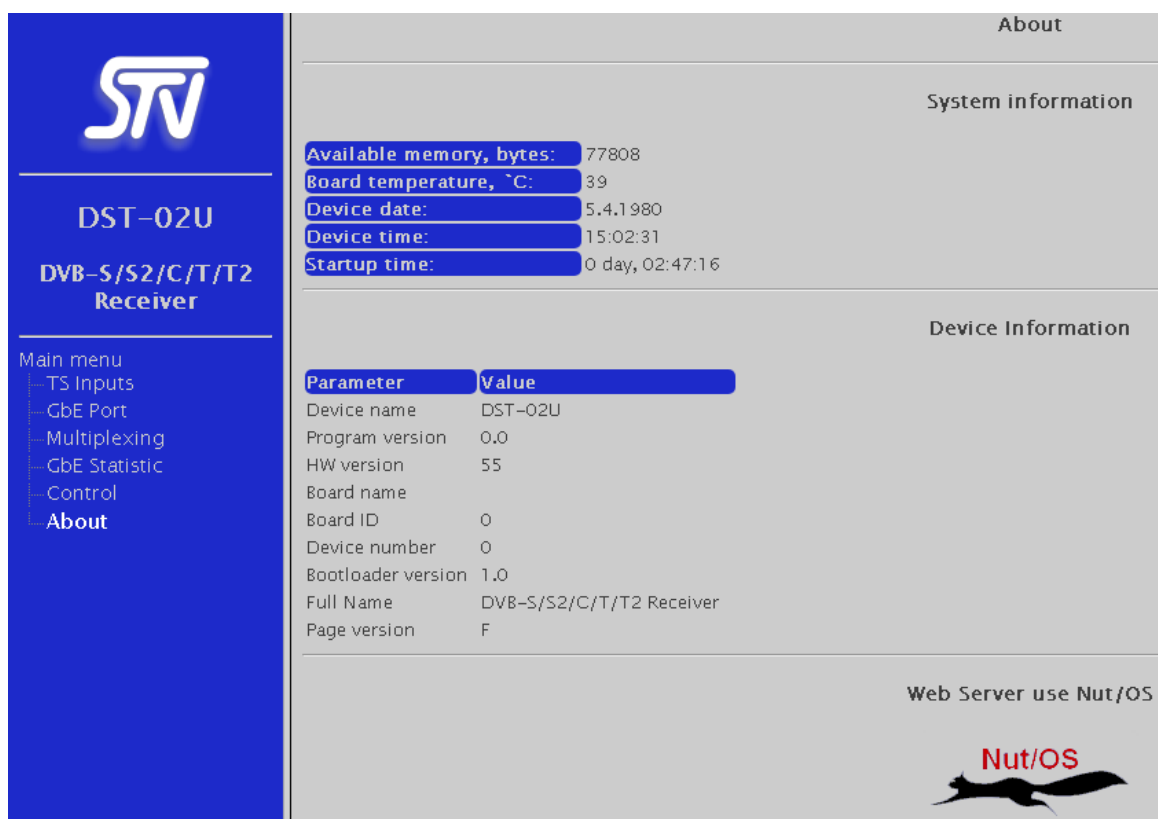 STV
DST-02U
DVB-S/S2/C/T/T2
Receiver
Main menu
TS Inputs
GbE Port
Multiplexing
GbE Statistic
Control
About
About
System information
Available memory, bytes: 77808
Board temperature, `C: 39
Device date: 5.4.1980
Device time: 15:02:31
Startup time: 0 day, 02:47:16
Device Information
Parameter Value
Device name DST-02U
Program version 0.0
HW version 55
Board name
Board ID 0
Device number 0
Bootloader version 1.0
Full Name DVB-S/S2/C/T/T2 Receiver
Page version F
Web Server use Nut/OS
Nut/OS